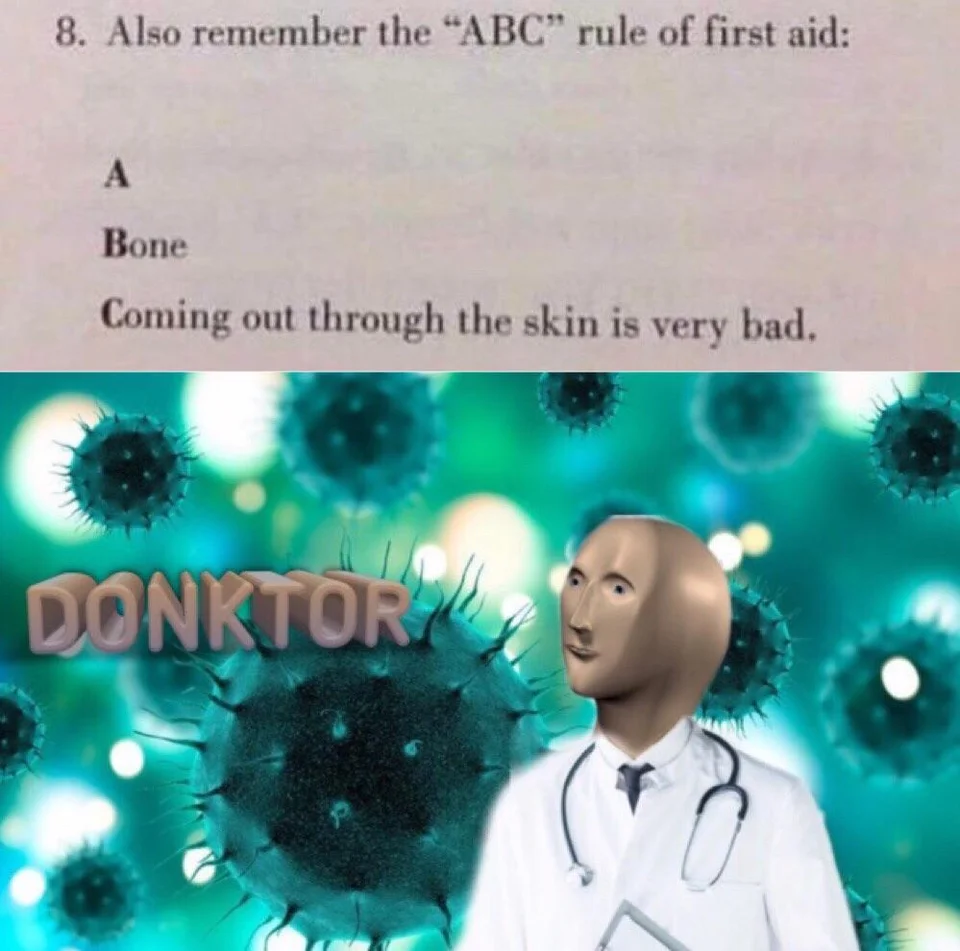 8. Also remember the “ABC” rule of first aid:
A
Bone
Coming out through the skin is very bad.
DONKTOR